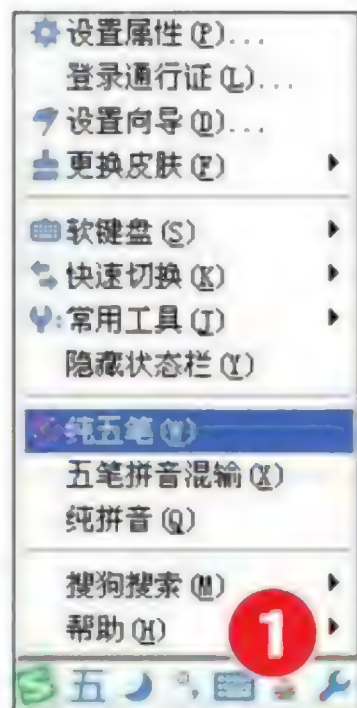 设置属性(P)...
登录通行证(L)...
设置向导(D)...
更换皮肤(F)
软键盘(S)
快速切换(K)
常用工具(J)
隐藏状态栏(Y)
纯五笔(W)
五笔拼音混输(X)
纯拼音(Q)
搜狗搜索(M)
帮助(H)
1
五